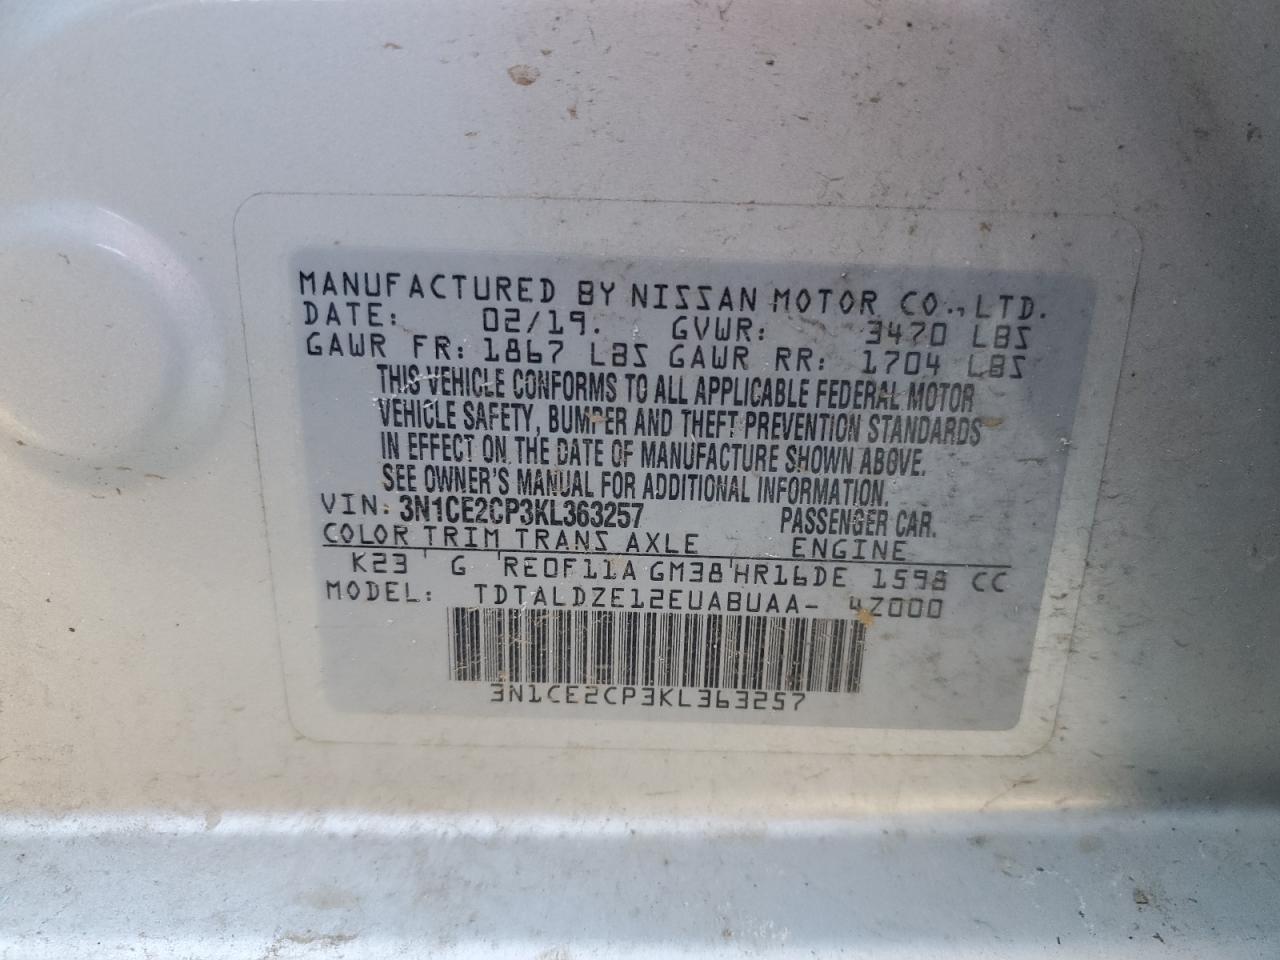 MANUFACTURED BY NISSAN MOTOR CO., LTD.
DATE: 02/19. GVWR: 3470 LBS
GAWR FR: 1867 LBS GAWR RR: 1704 LBS
THIS VEHICLE CONFORMS TO ALL APPLICABLE FEDERAL MOTOR
VEHICLE SAFETY, BUMPER AND THEFT PREVENTION STANDARDS
IN EFFECT ON THE DATE OF MANUFACTURE SHOWN ABOVE.
SEE OWNER'S MANUAL FOR ADDITIONAL INFORMATION.
VIN: 3N1CE2CP3KL363257 PASSENGER CAR.
COLOR TRIM TRANS AXLE ENGINE
K23 ' G ' RE0F11A GM38 ' HR16DE 1598 CC
MODEL: TDTALDZE12EUABUAA- 4Z000
3N1CE2CP3KL363257